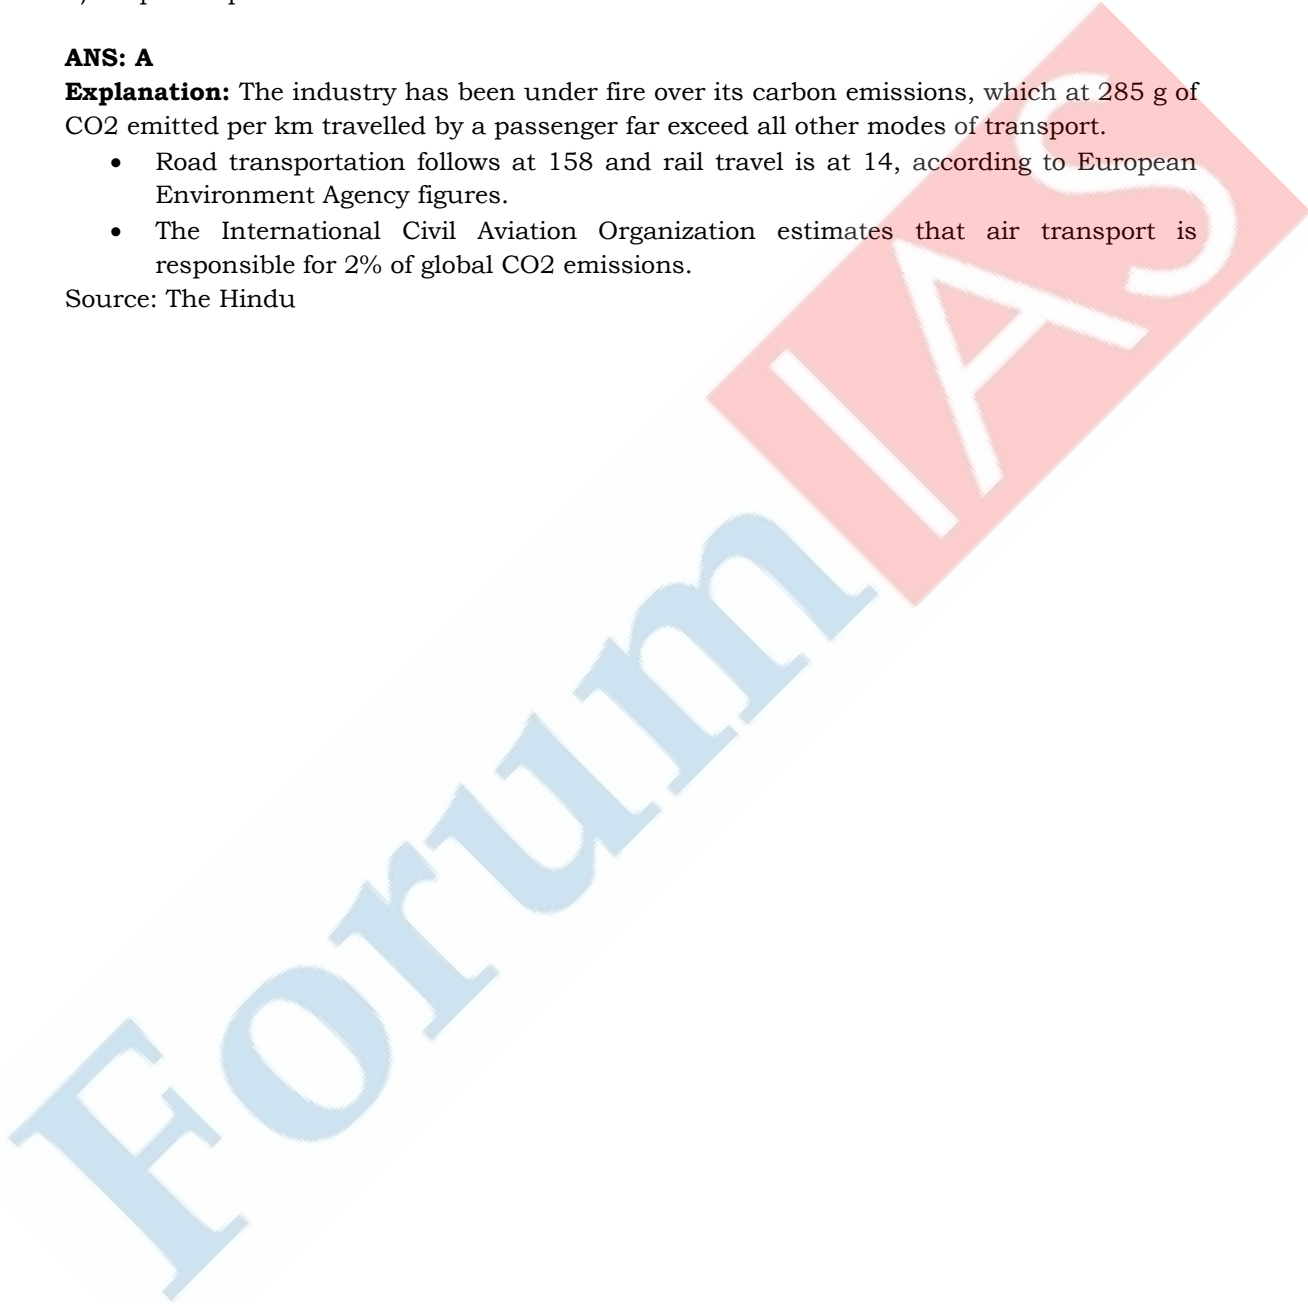 ANS: A
Explanation: The industry has been under fire over its carbon emissions, which at 285 g of
CO2 emitted per km travelled by a passenger far exceed all other modes of transport.
• Road transportation follows at 158 and rail travel is at 14, according to European
Environment Agency figures.
• The International Civil Aviation Organization estimates that air transport is
responsible for 2% of global CO2 emissions.
Source: The Hindu
Forum IAS